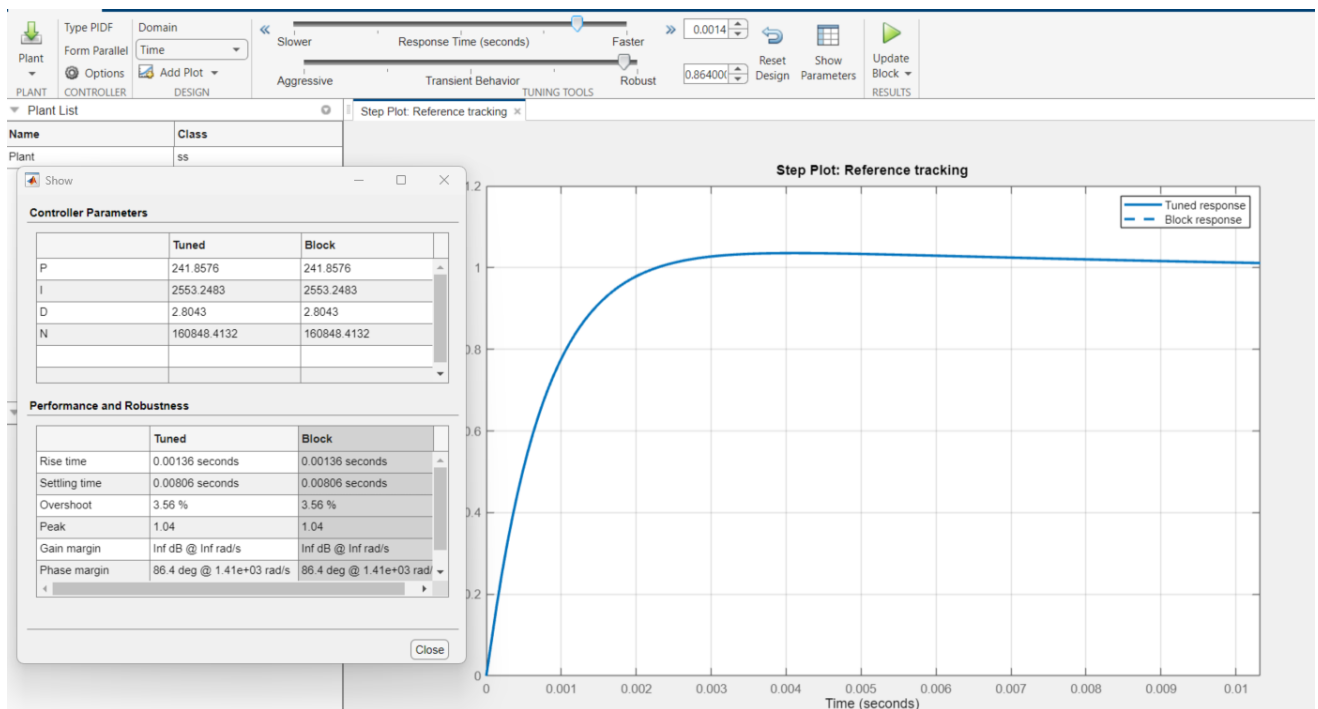 Type PIDF
Domain
Slower
Response Time (seconds)
Faster
0.0014
Plant
Form Parallel
Time
Reset
Design
Show
Parameters
Update
Block
Options
Add Plot
Aggressive
Transient Behavior
Robust
PLANT
CONTROLLER
DESIGN
TUNING TOOLS
RESULTS
Plant List
Step Plot: Reference tracking
Name Class
Plant ss
Show
Controller Parameters
Tuned Block
P 241.8576 241.8576
I 2553.2483 2553.2483
D 2.8043 2.8043
N 160848.4132 160848.4132
Performance and Robustness
Tuned Block
Rise time 0.00136 seconds 0.00136 seconds
Settling time 0.00806 seconds 0.00806 seconds
Overshoot 3.56 % 3.56 %
Peak 1.04 1.04
Gain margin Inf dB @ Inf rad/s Inf dB @ Inf rad/s
Phase margin 86.4 deg @ 1.41e+03 rad/s 86.4 deg @ 1.41e+03 rad/
Close
Step Plot: Reference tracking
Tuned response
Block response
1.2
1
0.8
0.6
0.4
0.2
0
0 0.001 0.002 0.003 0.004 0.005 0.006 0.007 0.008 0.009 0.01
Time (seconds)